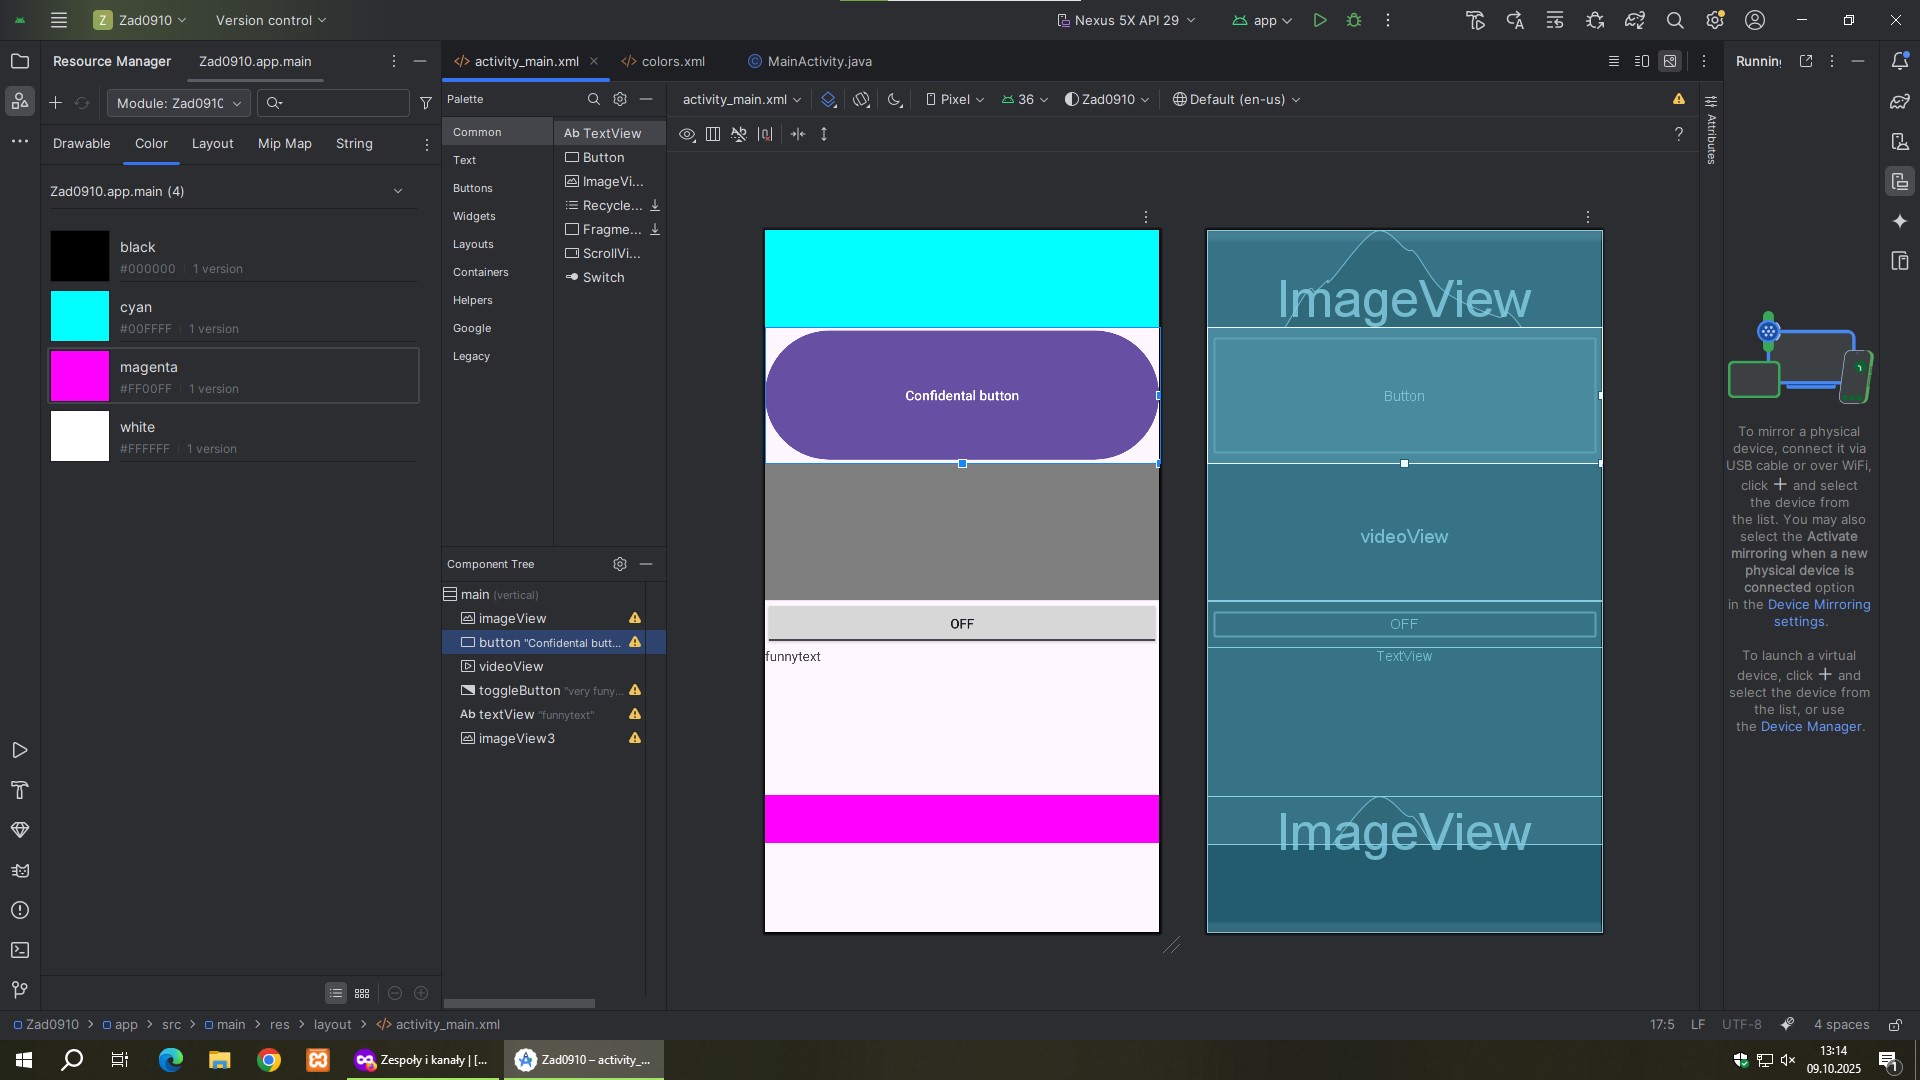 Z Zad0910
Version control
Nexus 5X API 29
app
Resource Manager
Zad0910.app.main
activity_main.xml
colors.xml
MainActivity.java
Running
Module: Zad0910
Palette
activity_main.xml
Pixel
36
Zad0910
Default (en-us)
Drawable
Color
Layout
Mip Map
String
Common
Text
Buttons
Widgets
Layouts
Containers
Helpers
Google
Legacy
Ab TextView
Button
ImageVi...
Recycle...
Fragme...
ScrollVi...
Switch
?
Attributes
Zad0910.app.main (4)
black
#000000 | 1 version
cyan
#00FFFF | 1 version
magenta
#FF00FF | 1 version
white
#FFFFFF | 1 version
Component Tree
main (vertical)
imageView
button "Confidental butt...
videoView
toggleButton "very funy...
Ab textView "funnytext"
imageView3
Confidental button
OFF
funnytext
ImageView
Button
videoView
OFF
TextView
ImageView
To mirror a physical
device, connect it via
USB cable or over WiFi,
click + and select
the device from
the list. You may also
select the Activate
mirroring when a new
physical device is
connected option
in the Device Mirroring
settings.
To launch a virtual
device, click + and
select the device from
the list, or use
the Device Manager.
Zad0910 > app > src > main > res > layout > activity_main.xml
17:5 LF UTF-8 4 spaces
Zespoły i kanały | [...
Zad0910 – activity_...
13:14
09.10.2025
1